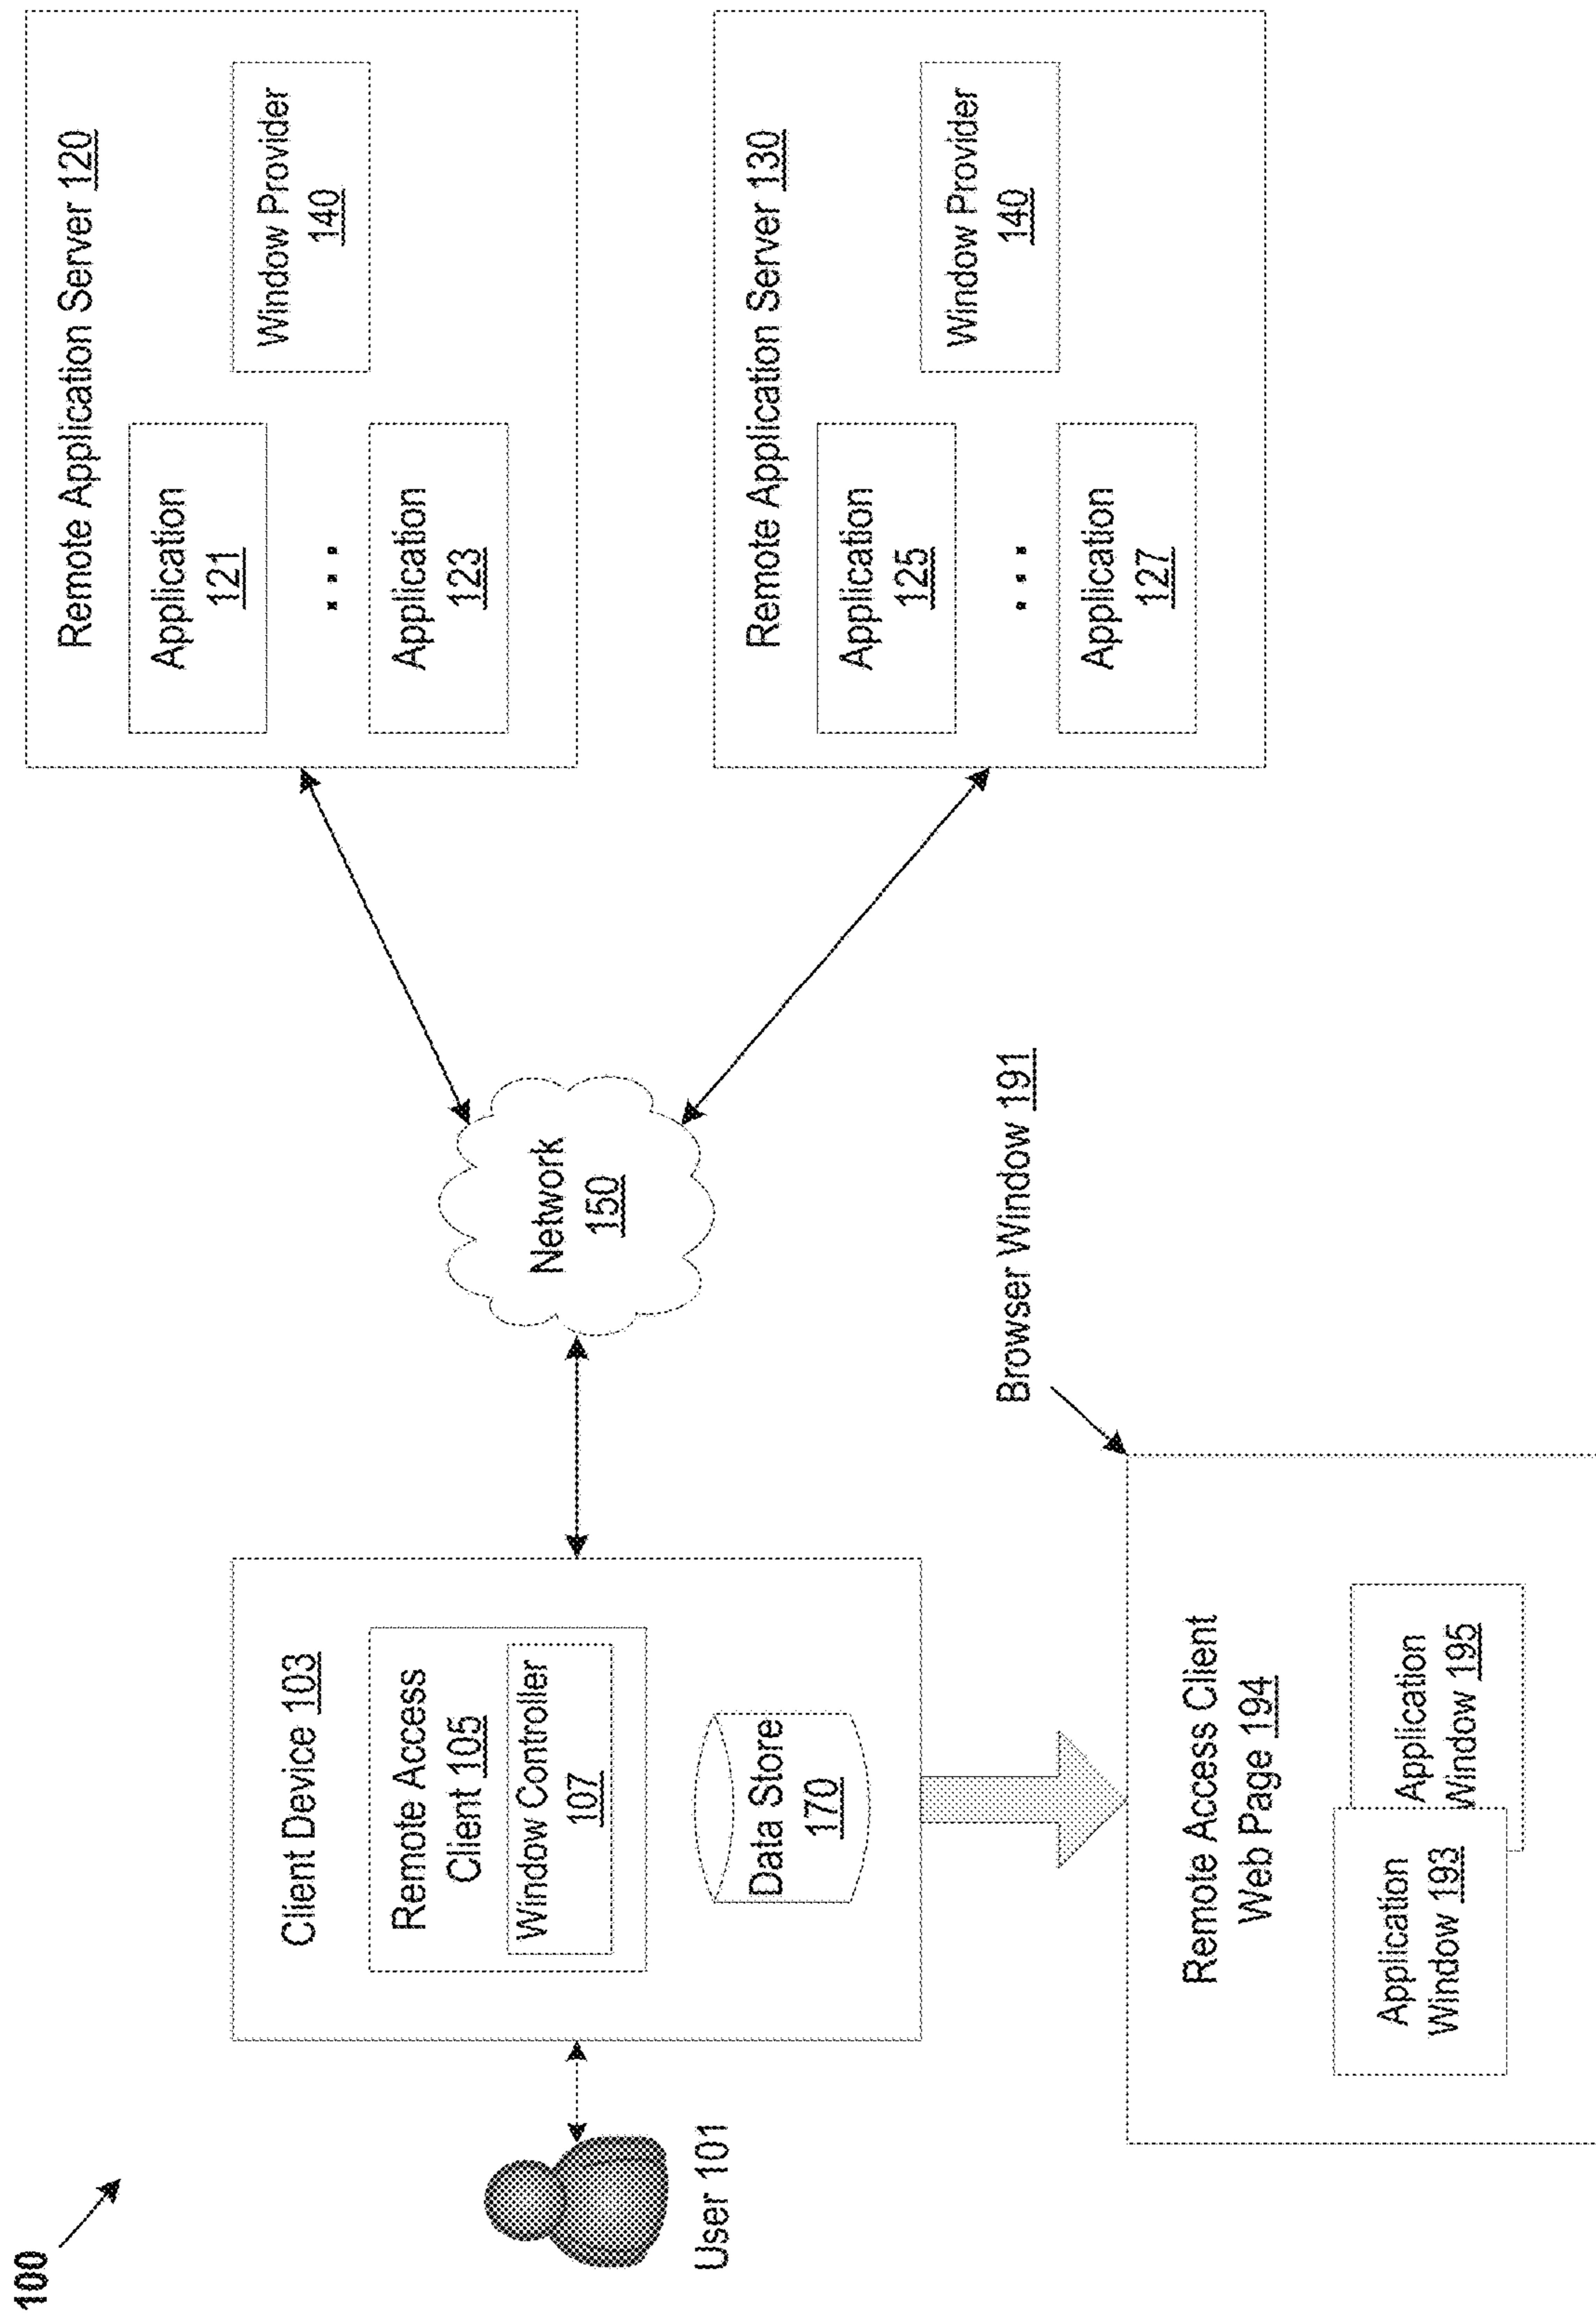 100
User 101
Client Device 103
Remote Access
Client 105
Window Controller
107
Data Store
170
Network
150
Remote Application Server 120
Application
121
...
Application
123
Window Provider
140
Remote Application Server 130
Application
125
...
Application
127
Window Provider
140
Browser Window 191
Remote Access Client
Web Page 194
Application
Window 193
Application
Window 195